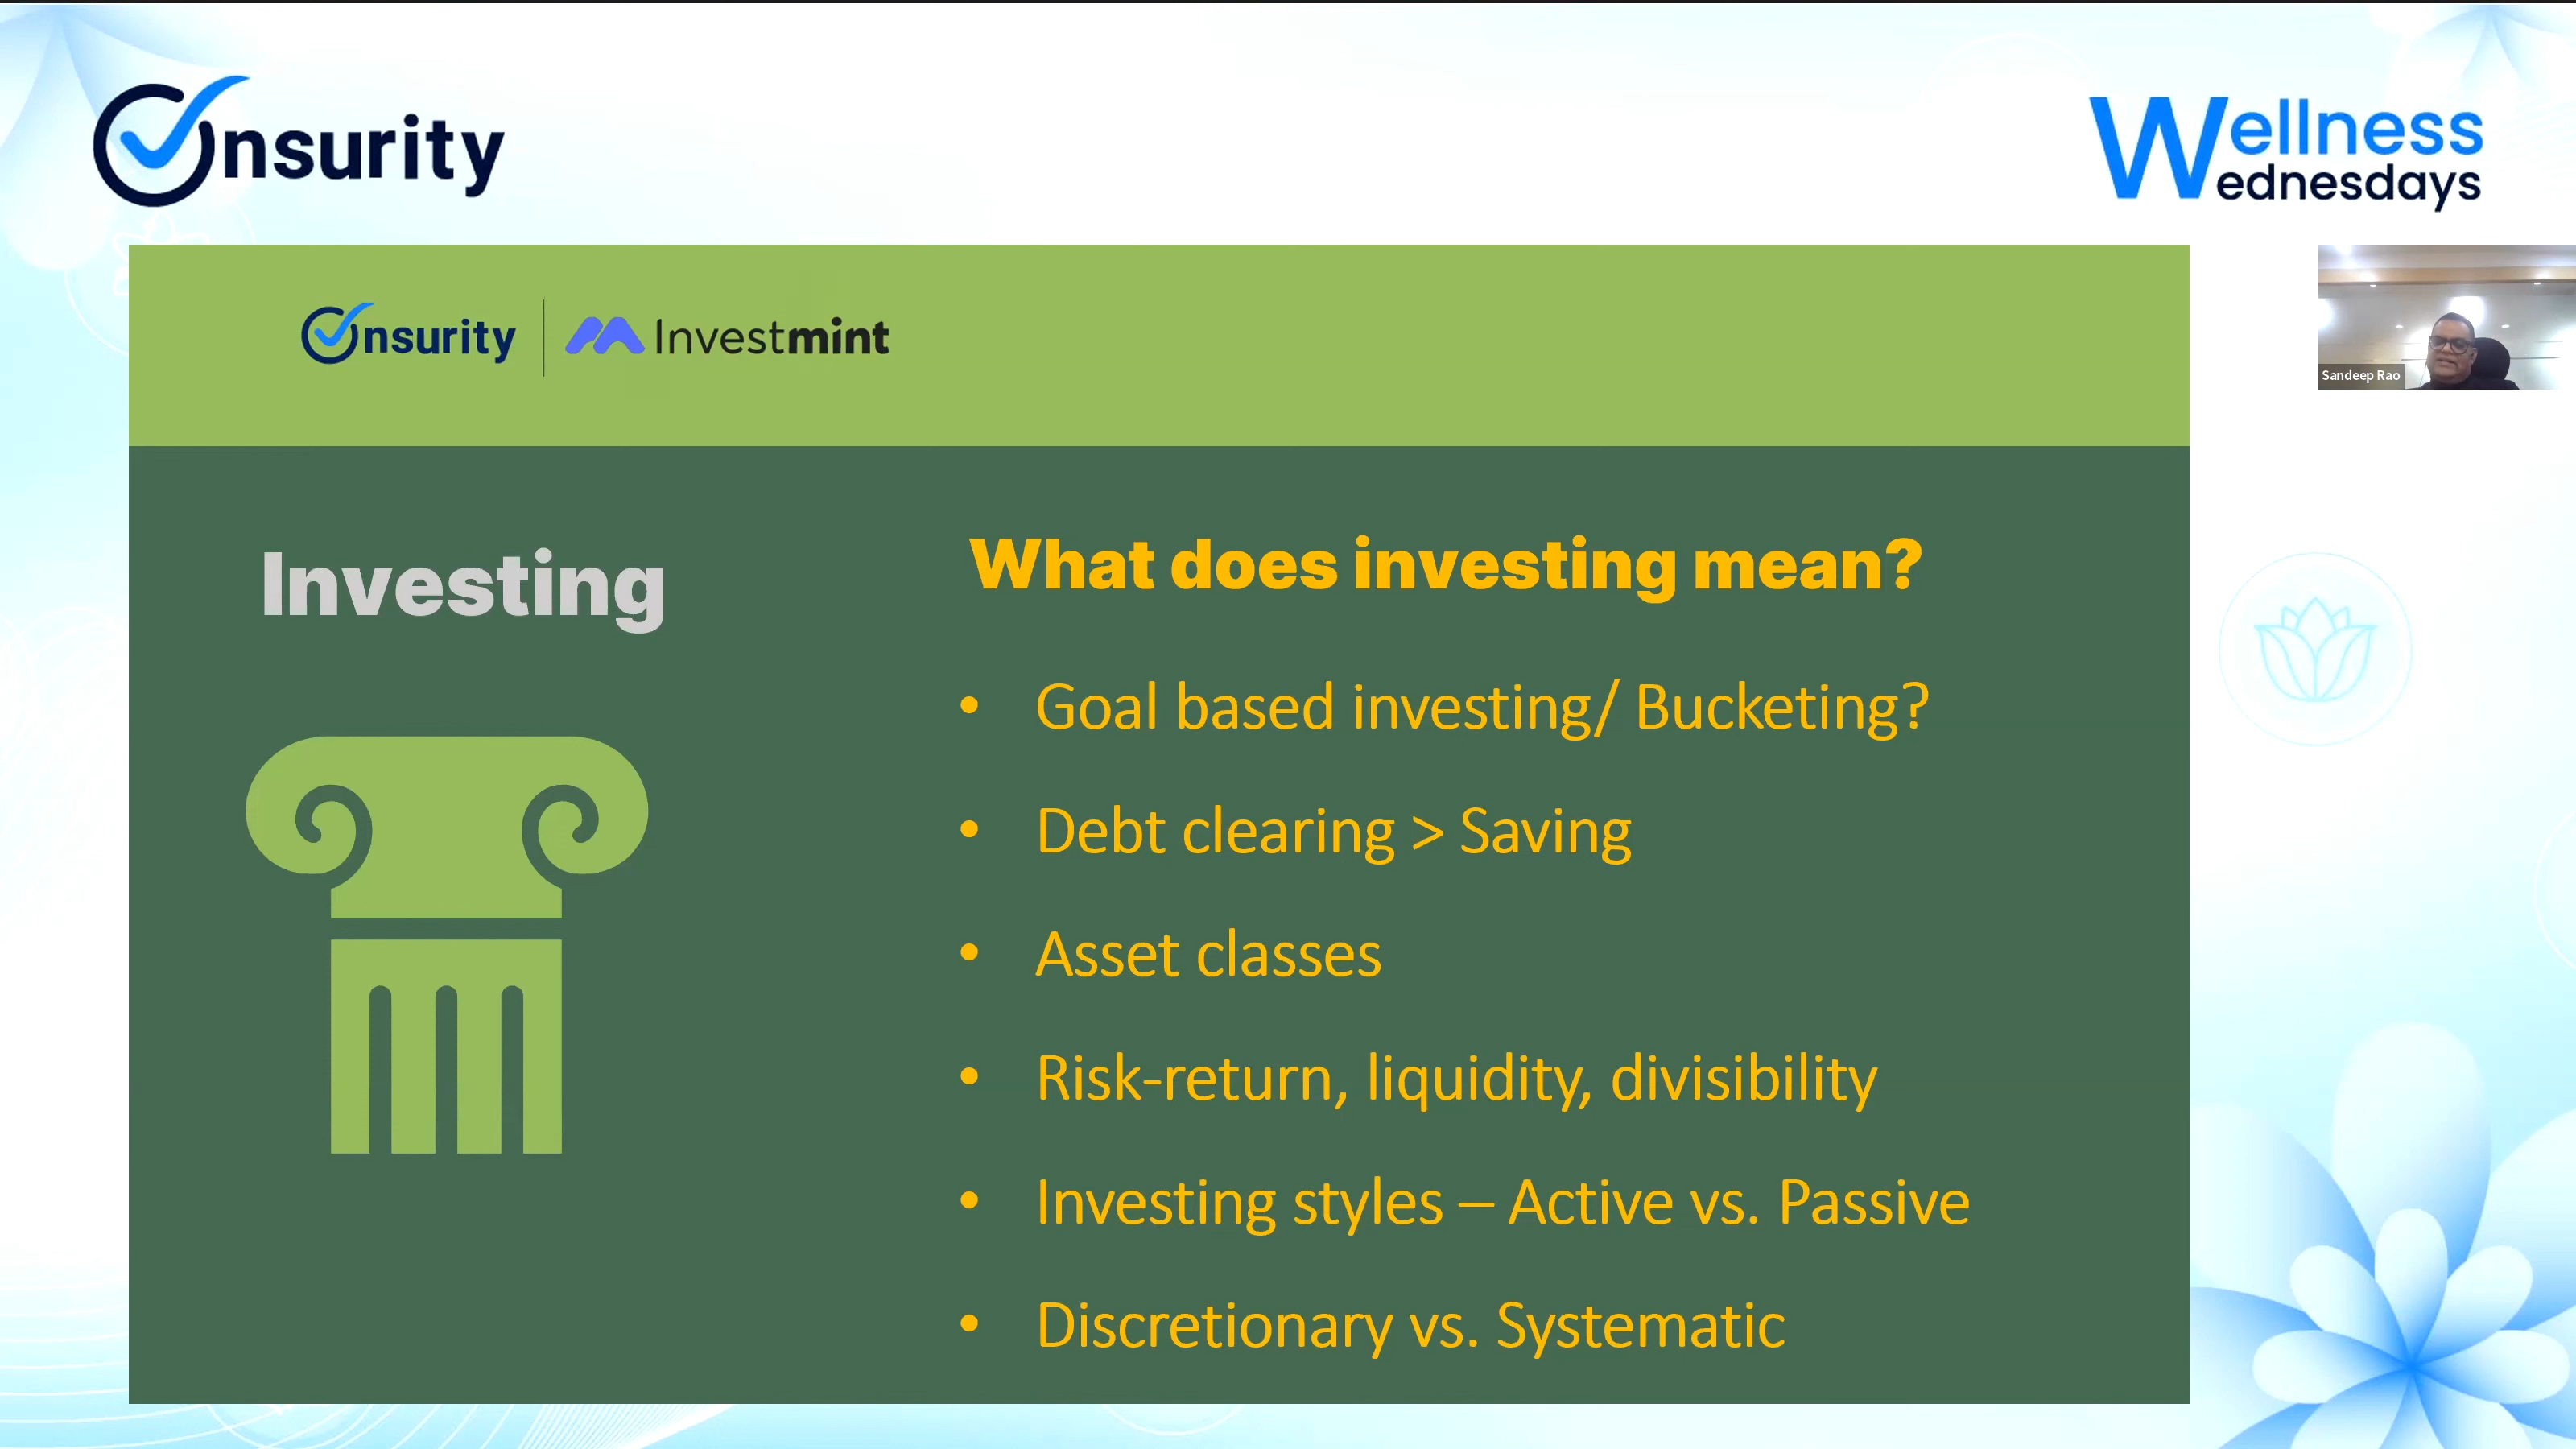 Onsurity
Wellness
Wednesdays
Onsurity | Investmint
Sandeep Rao
Investing
What does investing mean?
• Goal based investing/ Bucketing?
• Debt clearing > Saving
• Asset classes
• Risk-return, liquidity, divisibility
• Investing styles – Active vs. Passive
• Discretionary vs. Systematic